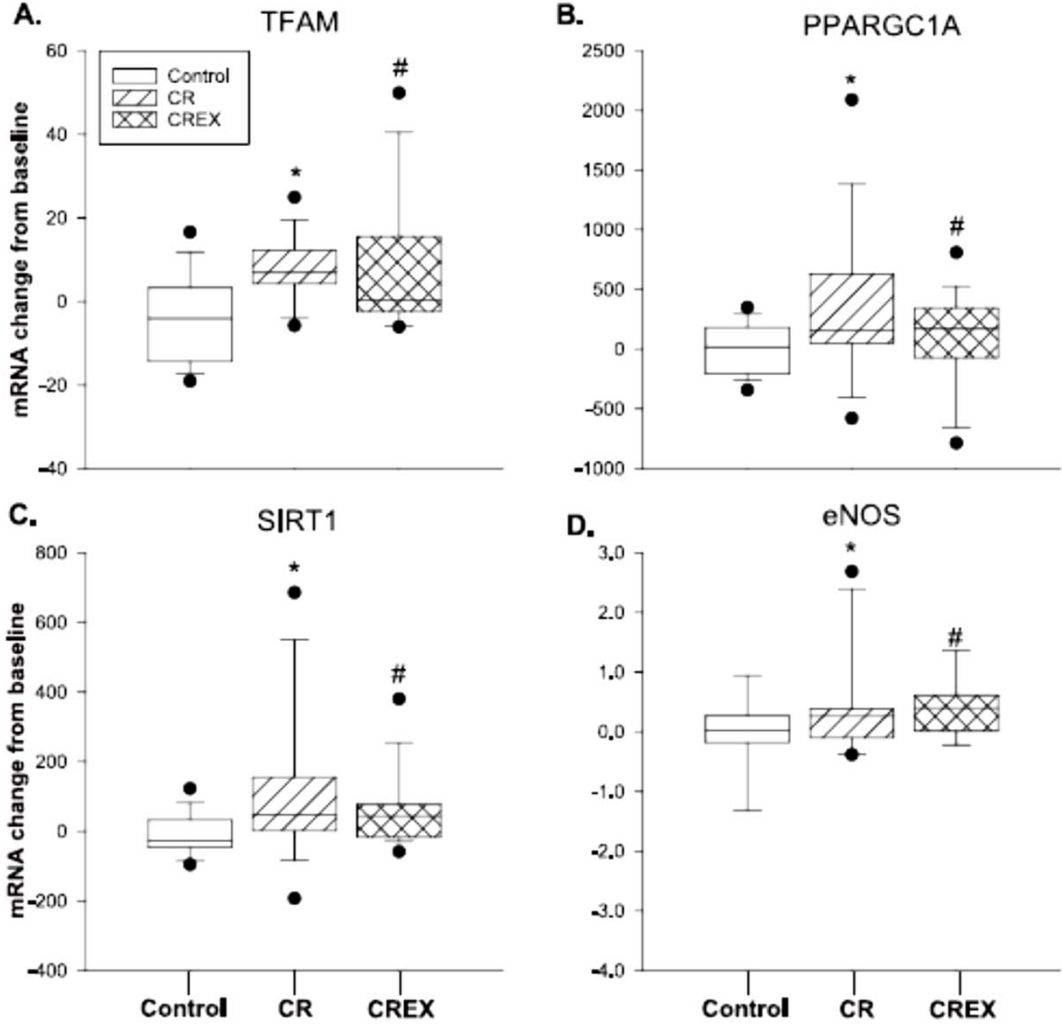 A.
TFAM
mRNA change from baseline
60
40
20
0
–20
–40
Control
CR
CREX
*
#
B.
PPARGC1A
2500
2000
1500
1000
500
0
–500
–1000
*
#
C.
SIRT1
mRNA change from baseline
800
600
400
200
0
–200
–400
*
#
Control
CR
CREX
D.
eNOS
3.0
2.0
1.0
0.0
–1.0
–2.0
–3.0
–4.0
*
#
Control
CR
CREX